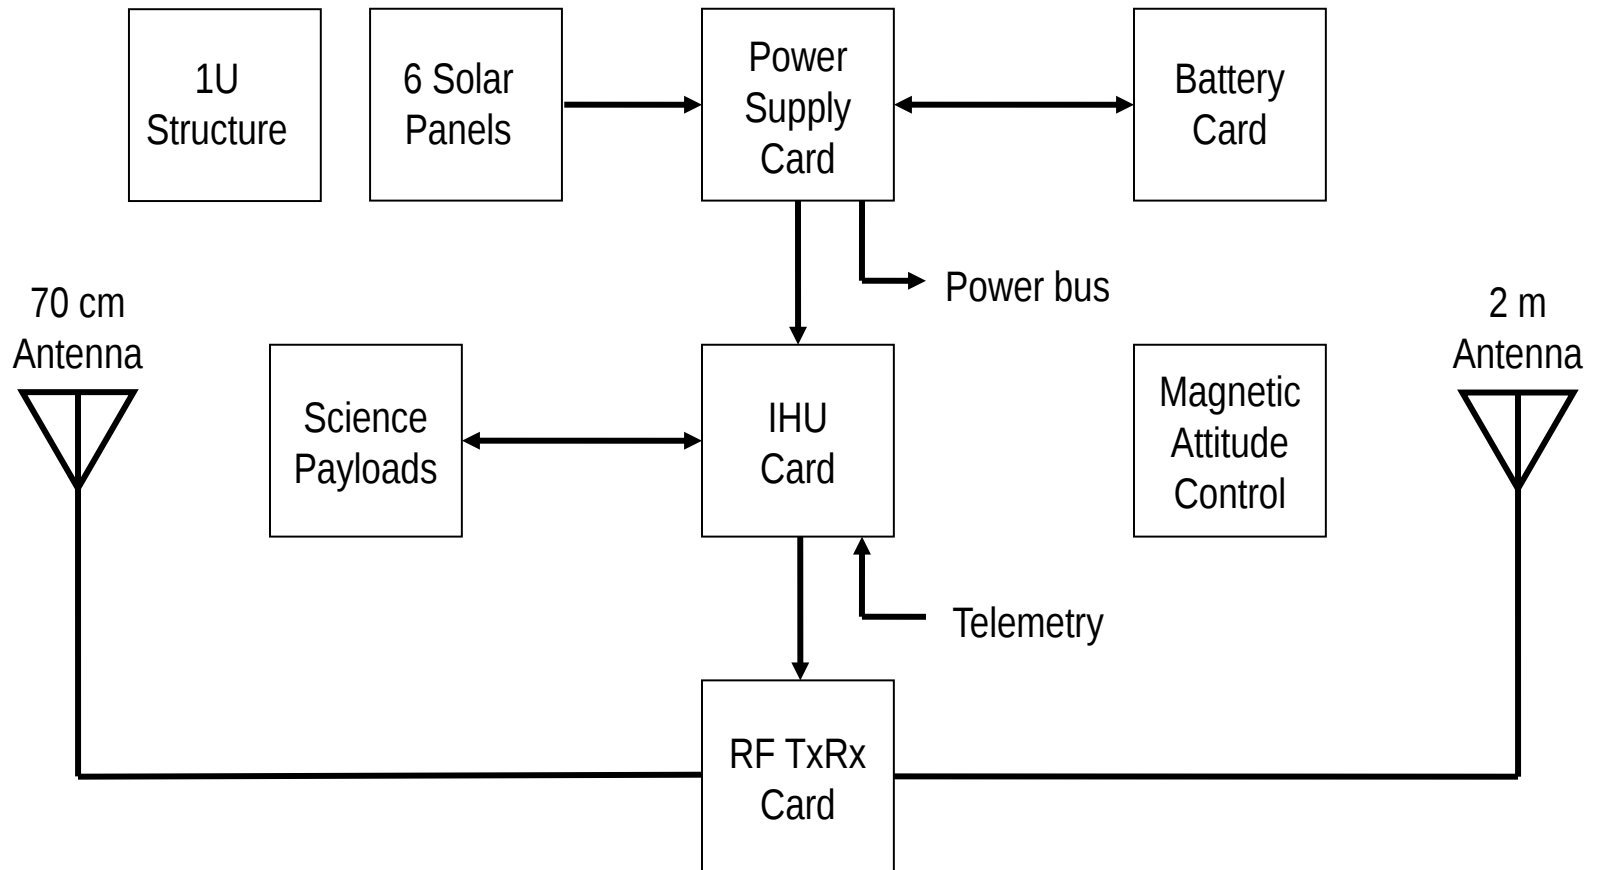 1U
Structure
6 Solar
Panels
Power
Supply
Card
Battery
Card
Power bus
70 cm
Antenna
2 m
Antenna
Science
Payloads
IHU
Card
Magnetic
Attitude
Control
Telemetry
RF TxRx
Card